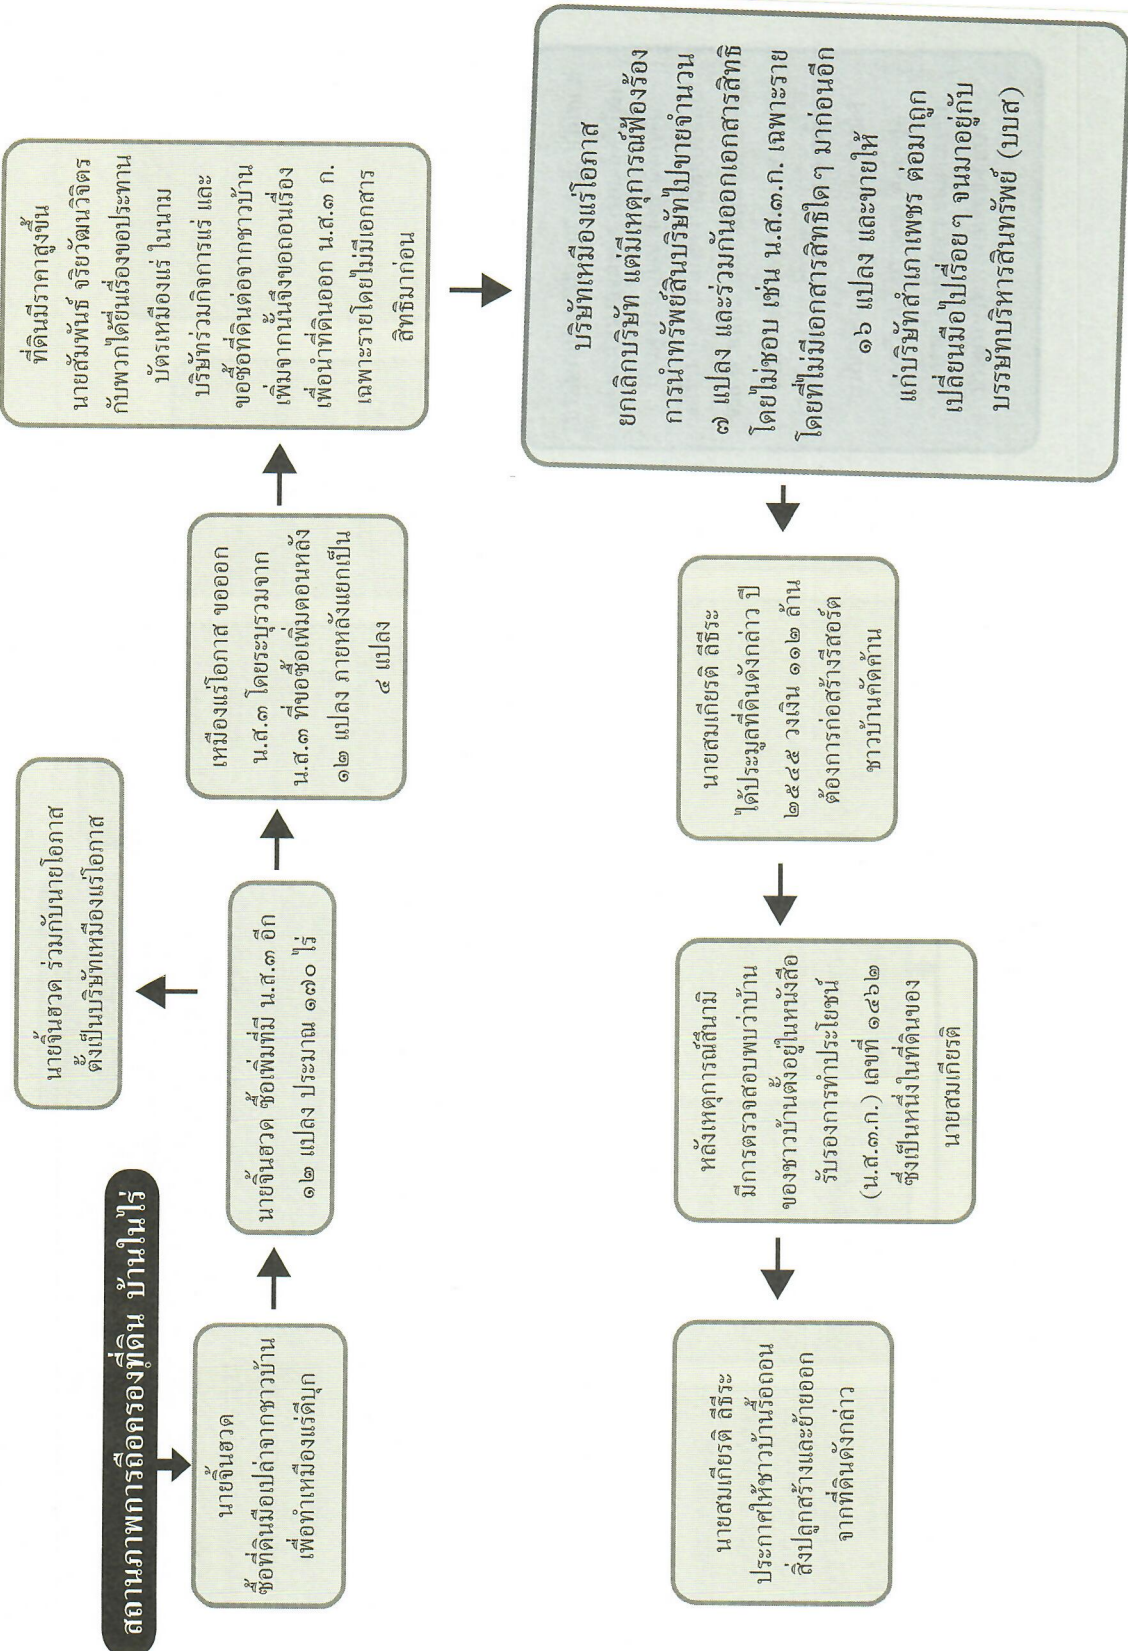 สถานภาพการถือครองที่ดิน บ้านในไร่
นายจิ้นฮวด
ซื้อที่ดินมือเปล่าจากชาวบ้าน
เพื่อทำเหมืองแร่ดีบุก
นายจิ้นฮวด ซื้อเพิ่มที่มี น.ส.๓ อีก
๑๒ แปลง ประมาณ ๑๗๐ ไร่
นายจิ้นฮวด ร่วมกับนายโอภาส
ตั้งเป็นบริษัทเหมืองแร่โอภาส
เหมืองแร่โอภาส ขอออก
น.ส.๓ โดยระบุรวมจาก
น.ส.๓ ที่ขอซื้อเพิ่มตอนหลัง
๑๒ แปลง ภายหลังแยกเป็น
๔ แปลง
ที่ดินมีราคาสูงขึ้น
นายสัมพันธ์ จริยวัฒนวิจิตร
กับพวกได้ยื่นเรื่องขอประทาน
บัตรเหมืองแร่ ในนาม
บริษัทร่วมกิจการแร่ และ
ขอซื้อที่ดินต่อจากชาวบ้าน
เพิ่มจากนั้นจึงขอถอนเรื่อง
เพื่อนำที่ดินออก น.ส.๓ ก.
เฉพาะรายโดยไม่มีเอกสาร
สิทธิมาก่อน
บริษัทเหมืองแร่โอภาส
ยกเลิกบริษัท แต่มีเหตุการณ์ฟ้องร้อง
การนำทรัพย์สินบริษัทไปขายจำนวน
๗ แปลง และร่วมกันออกเอกสารสิทธิ
โดยไม่ชอบ เช่น น.ส.๓.ก. เฉพาะราย
โดยที่ไม่มีเอกสารสิทธิใด ๆ มาก่อนอีก
๑๖ แปลง และขายให้
แก่บริษัทสำเภาเพชร ต่อมาถูก
เปลี่ยนมือไปเรื่อย ๆ จนมาอยู่กับ
บรรษัทบริหารสินทรัพย์ (บบส)
นายสมเกียรติ ลีธีระ
ได้ประมูลที่ดินดังกล่าว ปี
๒๕๔๕ วงเงิน ๑๑๒ ล้าน
ต้องการก่อสร้างรีสอร์ต
ชาวบ้านคัดค้าน
หลังเหตุการณ์สึนามิ
มีการตรวจสอบพบว่าบ้าน
ของชาวบ้านตั้งอยู่ในหนังสือ
รับรองการทำประโยชน์
(น.ส.๓.ก.) เลขที่ ๑๔๖๒
ซึ่งเป็นหนึ่งในที่ดินของ
นายสมเกียรติ
นายสมเกียรติ ลีธีระ
ประกาศให้ชาวบ้านรื้อถอน
สิ่งปลูกสร้างและย้ายออก
จากที่ดินดังกล่าว